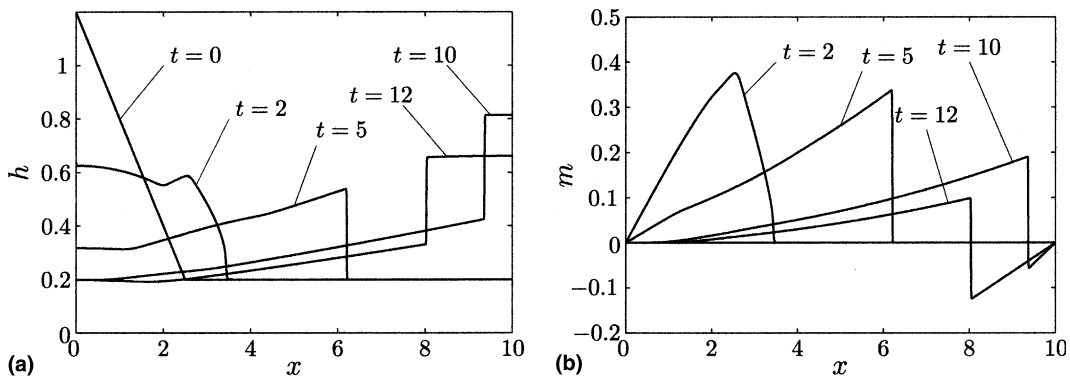 1
0.8
0.6
0.4
0.2
0
h
t = 0
t = 2
t = 5
t = 12
t = 10
0 2 4 6 8 10
x
(a)
0.5
0.4
0.3
0.2
0.1
0
−0.1
−0.2
m
t = 2
t = 5
t = 10
t = 12
0 2 4 6 8 10
x
(b)